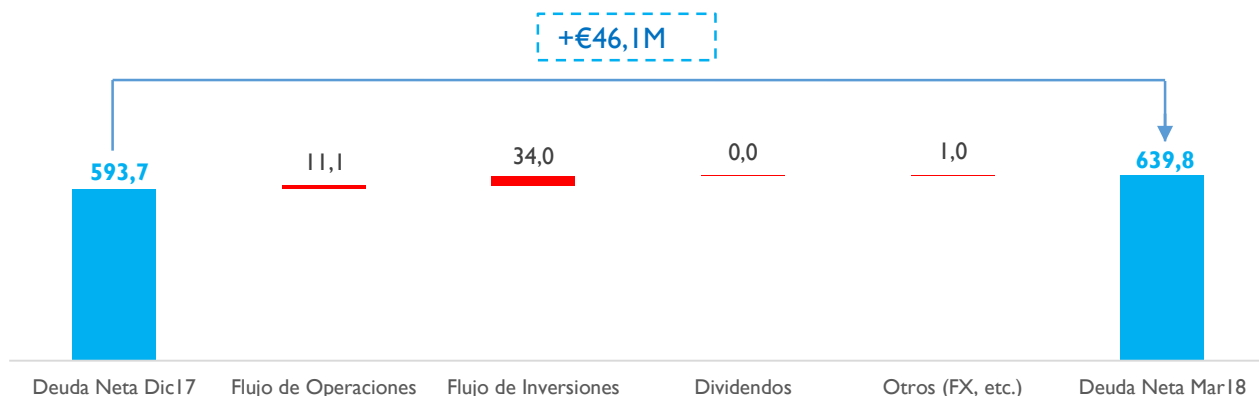 +€46,1M
593,7
11,1
34,0
0,0
1,0
639,8
Deuda Neta Dic17
Flujo de Operaciones
Flujo de Inversiones
Dividendos
Otros (FX, etc.)
Deuda Neta Mar18